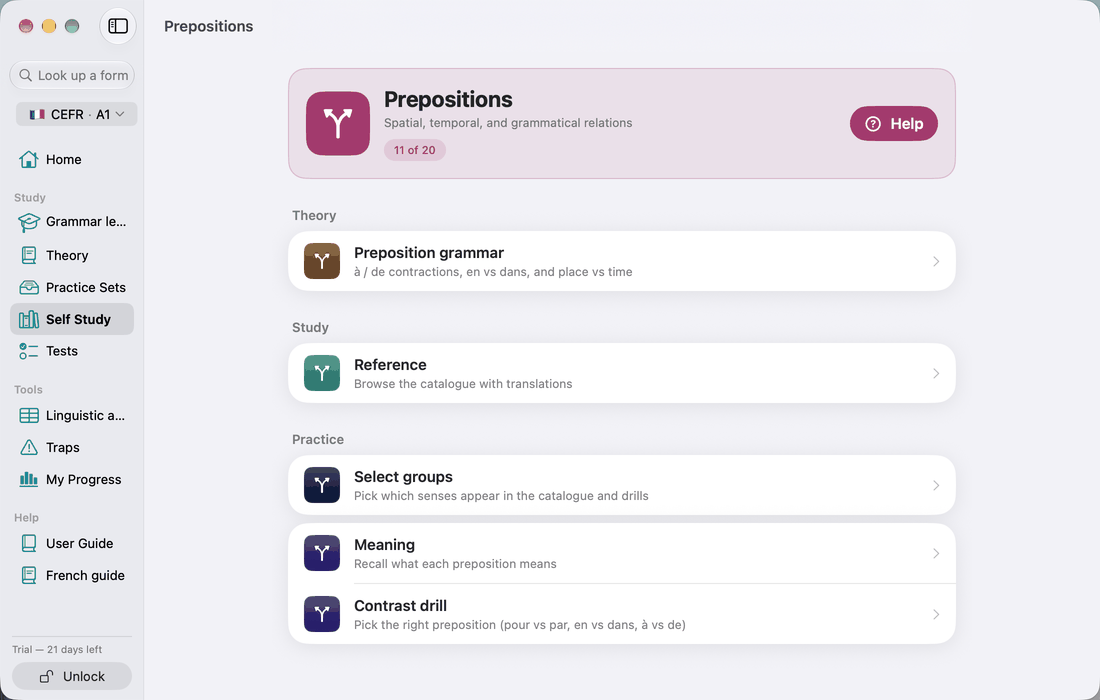 Prepositions
Look up a form
CEFR · A1
Home
Study
Grammar le...
Theory
Practice Sets
Self Study
Tests
Tools
Linguistic a...
Traps
My Progress
Help
User Guide
French guide
Trial — 21 days left
Unlock
Prepositions
Spatial, temporal, and grammatical relations
11 of 20
Help
Theory
Preposition grammar
à / de contractions, en vs dans, and place vs time
Study
Reference
Browse the catalogue with translations
Practice
Select groups
Pick which senses appear in the catalogue and drills
Meaning
Recall what each preposition means
Contrast drill
Pick the right preposition (pour vs par, en vs dans, à vs de)